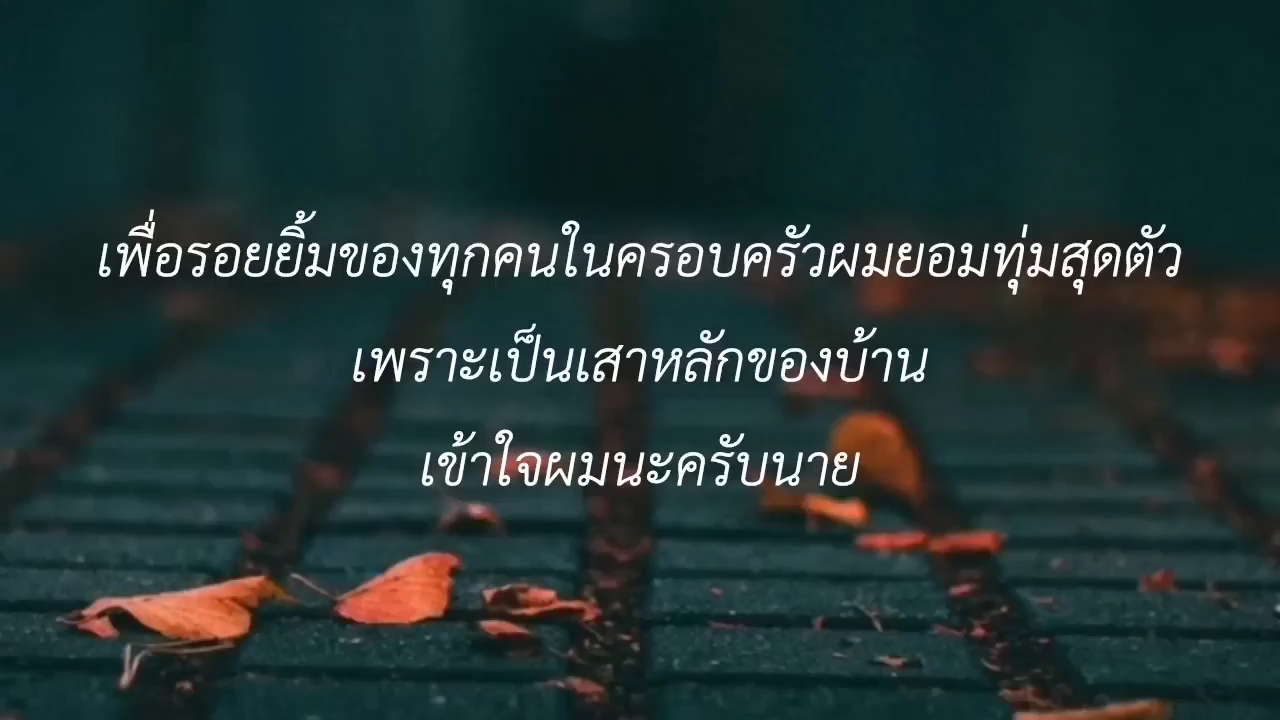 เพื่อรอยยิ้มของทุกคนในครอบครัวผมยอมทุ่มสุดตัว
เพราะเป็นเสาหลักของบ้าน
เข้าใจผมนะครับนาย